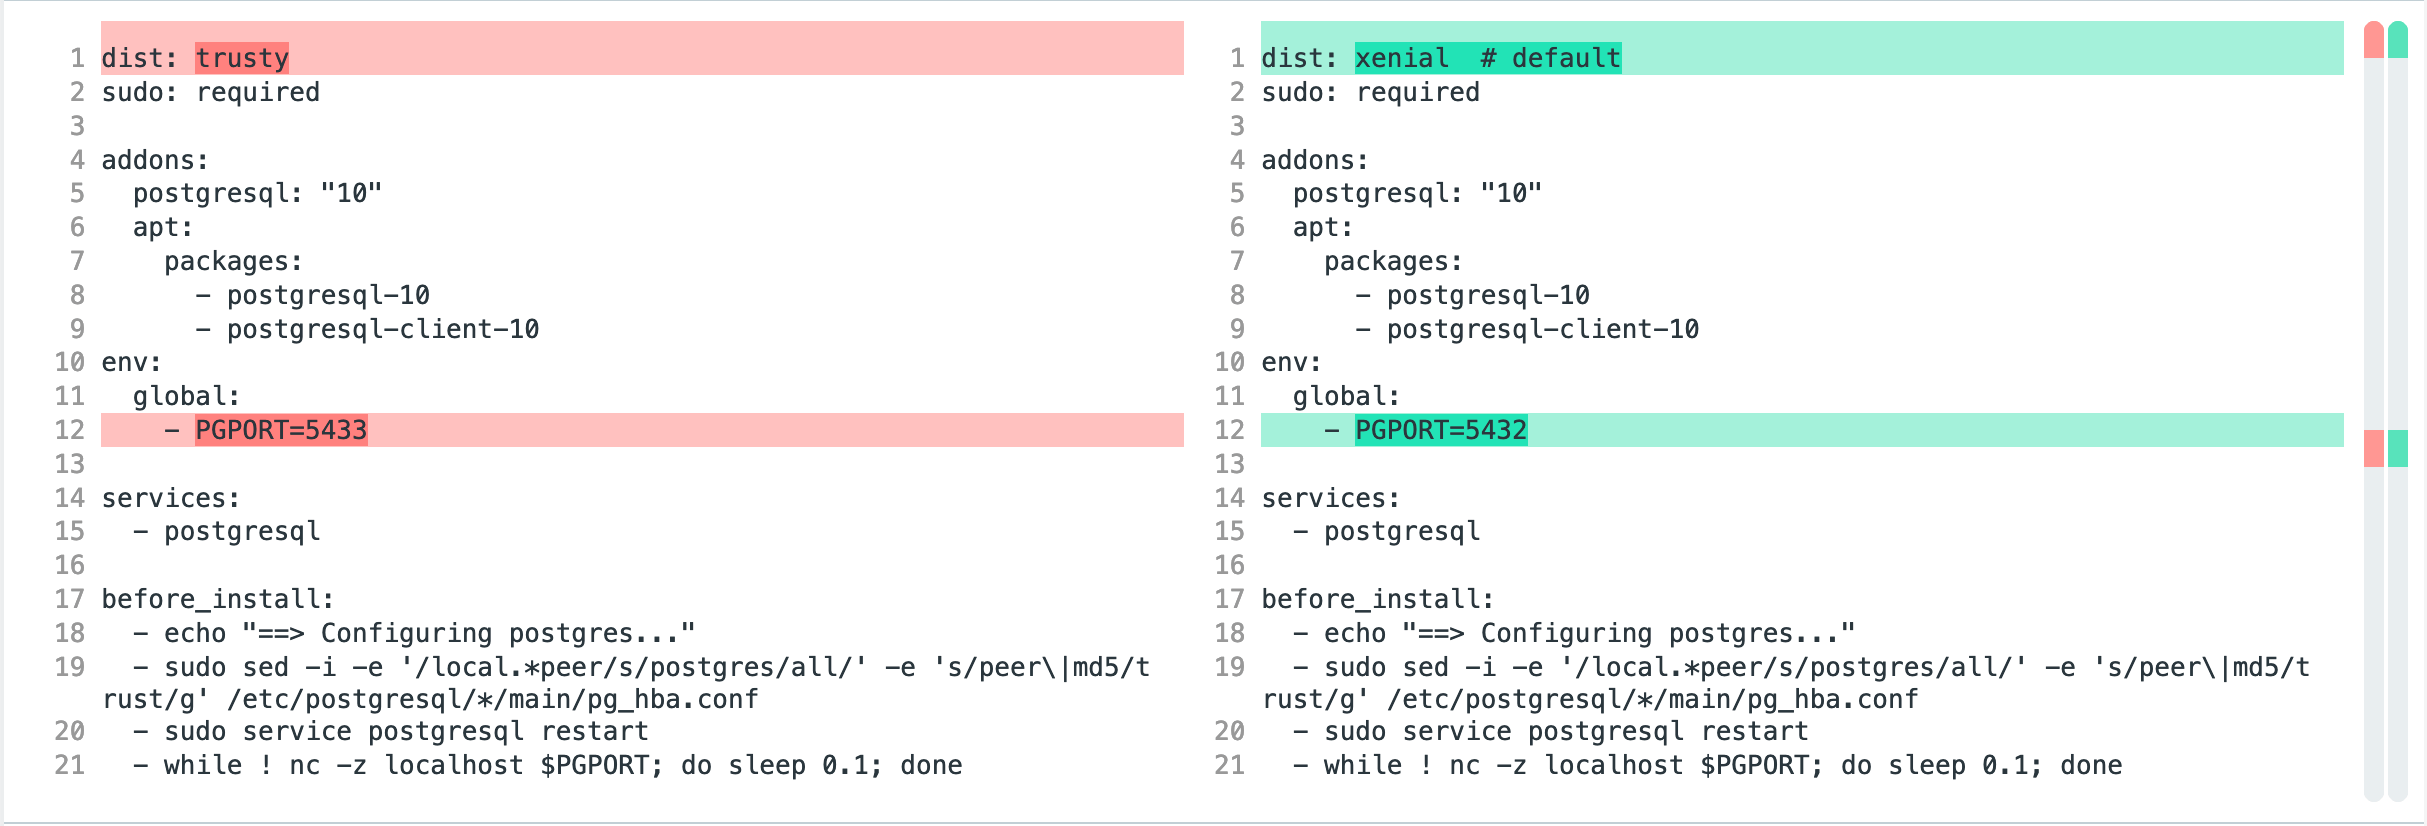 1 dist: trusty
2 sudo: required
3
4 addons:
5   postgresql: "10"
6   apt:
7     packages:
8       - postgresql-10
9       - postgresql-client-10
10 env:
11   global:
12     - PGPORT=5433
13
14 services:
15   - postgresql
16
17 before_install:
18   - echo "==> Configuring postgres..."
19   - sudo sed -i -e '/local.*peer/s/postgres/all/' -e 's/peer\|md5/t
rust/g' /etc/postgresql/*/main/pg_hba.conf
20   - sudo service postgresql restart
21   - while ! nc -z localhost $PGPORT; do sleep 0.1; done
1 dist: xenial  # default
2 sudo: required
3
4 addons:
5   postgresql: "10"
6   apt:
7     packages:
8       - postgresql-10
9       - postgresql-client-10
10 env:
11   global:
12     - PGPORT=5432
13
14 services:
15   - postgresql
16
17 before_install:
18   - echo "==> Configuring postgres..."
19   - sudo sed -i -e '/local.*peer/s/postgres/all/' -e 's/peer\|md5/t
rust/g' /etc/postgresql/*/main/pg_hba.conf
20   - sudo service postgresql restart
21   - while ! nc -z localhost $PGPORT; do sleep 0.1; done